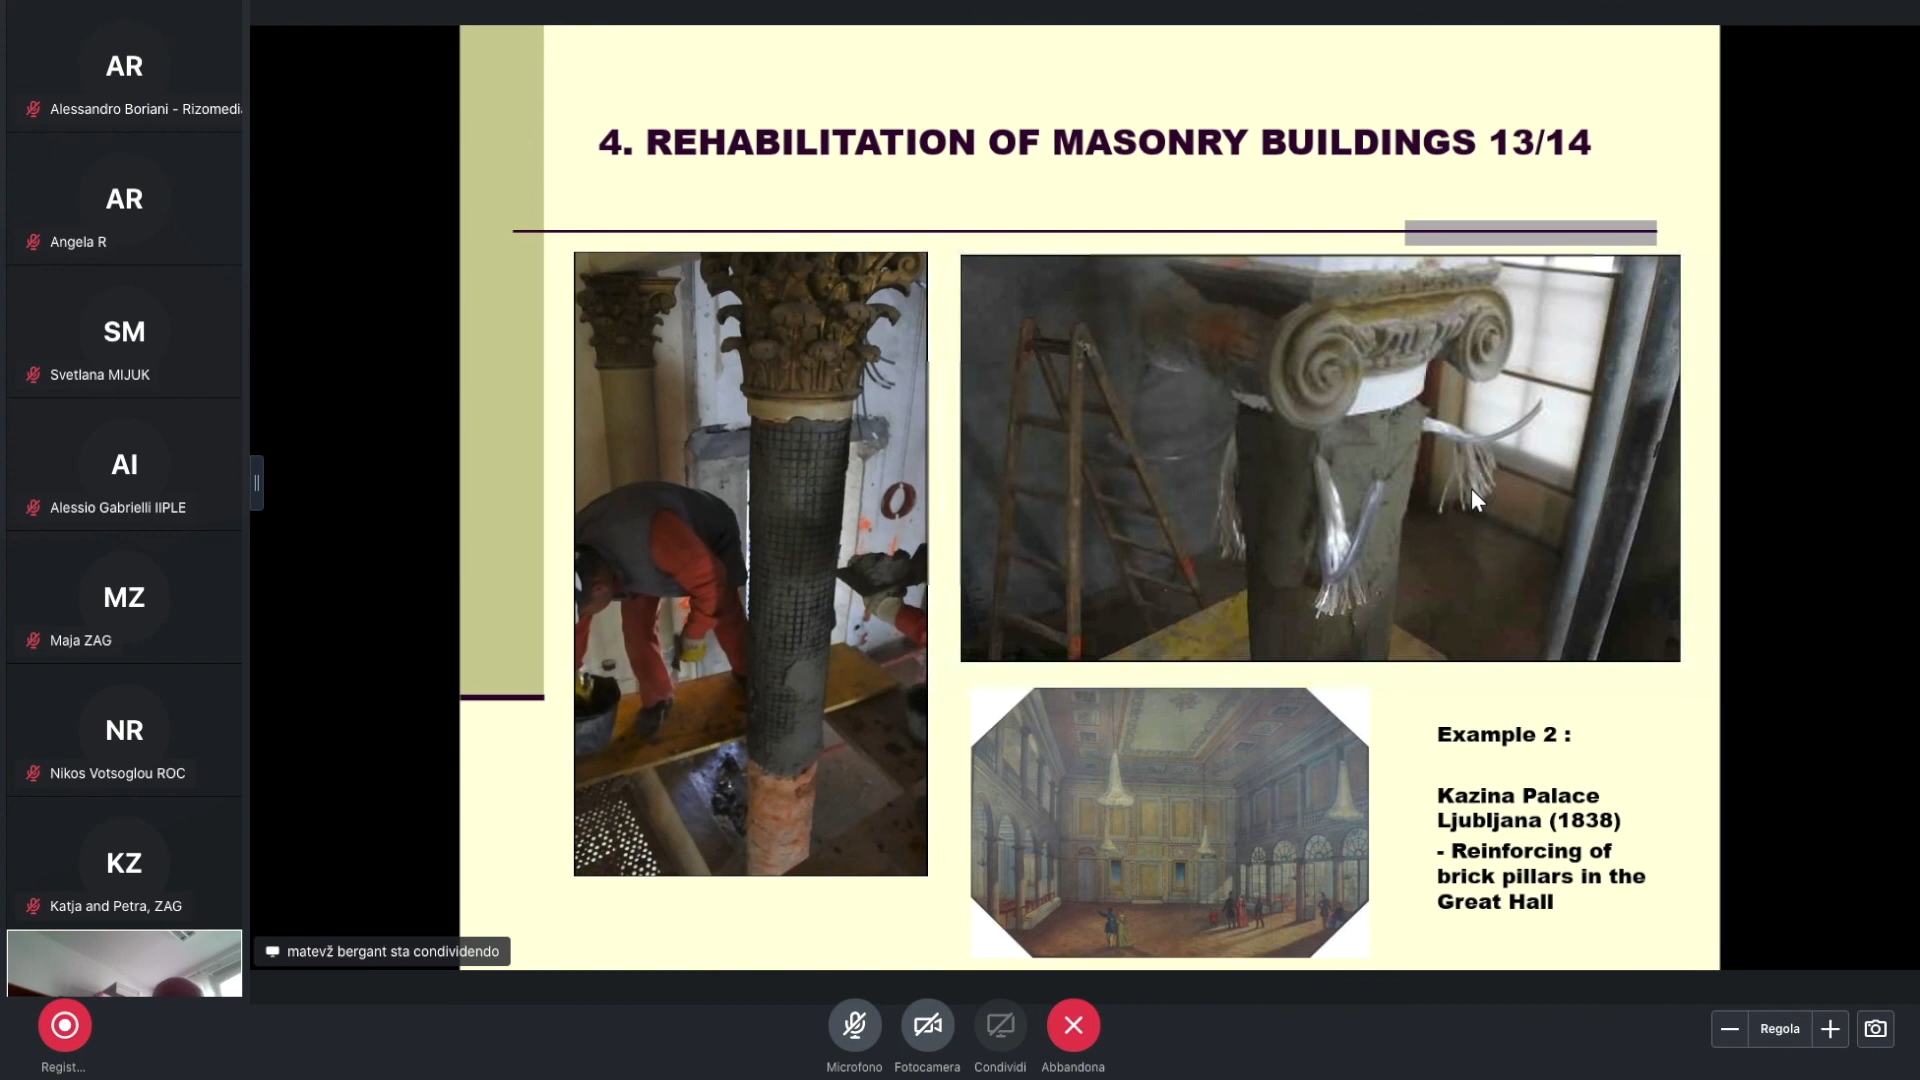 AR
Alessandro Boriani - Rizomedia
AR
Angela R
SM
Svetlana MIJUK
AI
Alessio Gabrielli IIPLE
MZ
Maja ZAG
NR
Nikos Votsoglou ROC
KZ
Katja and Petra, ZAG
4. REHABILITATION OF MASONRY BUILDINGS 13/14
Example 2 :
Kazina Palace
Ljubljana (1838)
- Reinforcing of
brick pillars in the
Great Hall
matevž bergant sta condividendo
Regist...
Microfono
Fotocamera
Condividi
Abbandona
Regola